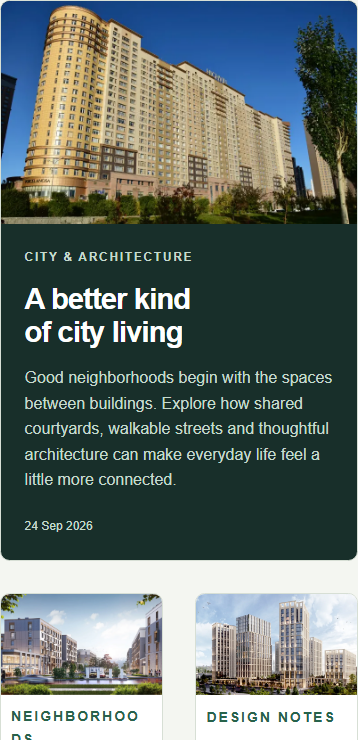 CITY & ARCHITECTURE
A better kind
of city living
Good neighborhoods begin with the spaces
between buildings. Explore how shared
courtyards, walkable streets and thoughtful
architecture can make everyday life feel a
little more connected.
24 Sep 2026
NEIGHBORHOO
DS
DESIGN NOTES